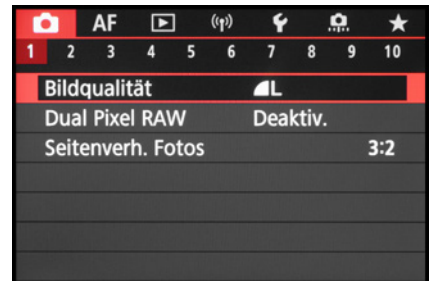 AF
1 2 3 4 5 6 7 8 9 10
Bildqualität L
Dual Pixel RAW Deaktiv.
Seitenverh. Fotos 3:2